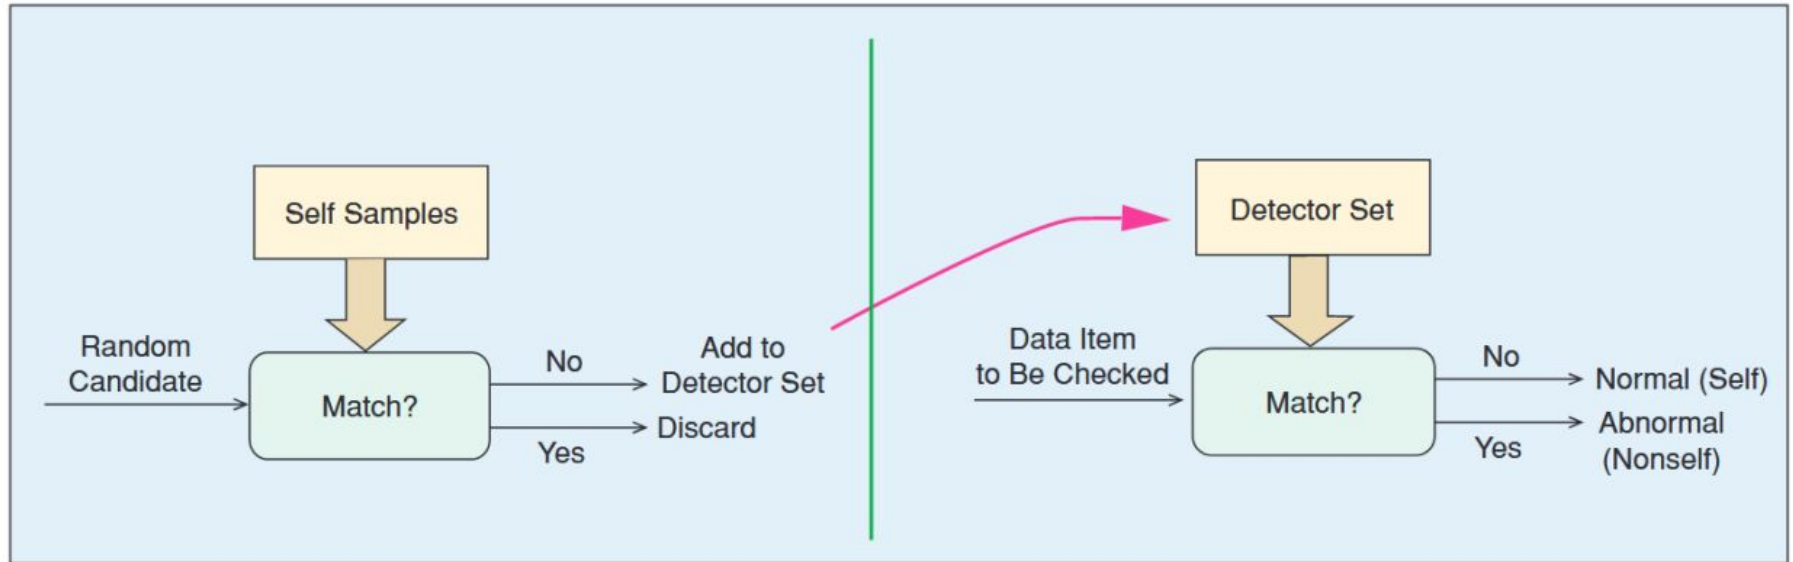 Self Samples
Random
Candidate
Match?
No
Add to
Detector Set
Yes
Discard
Detector Set
Data Item
to Be Checked
Match?
No
Normal (Self)
Yes
Abnormal
(Nonself)